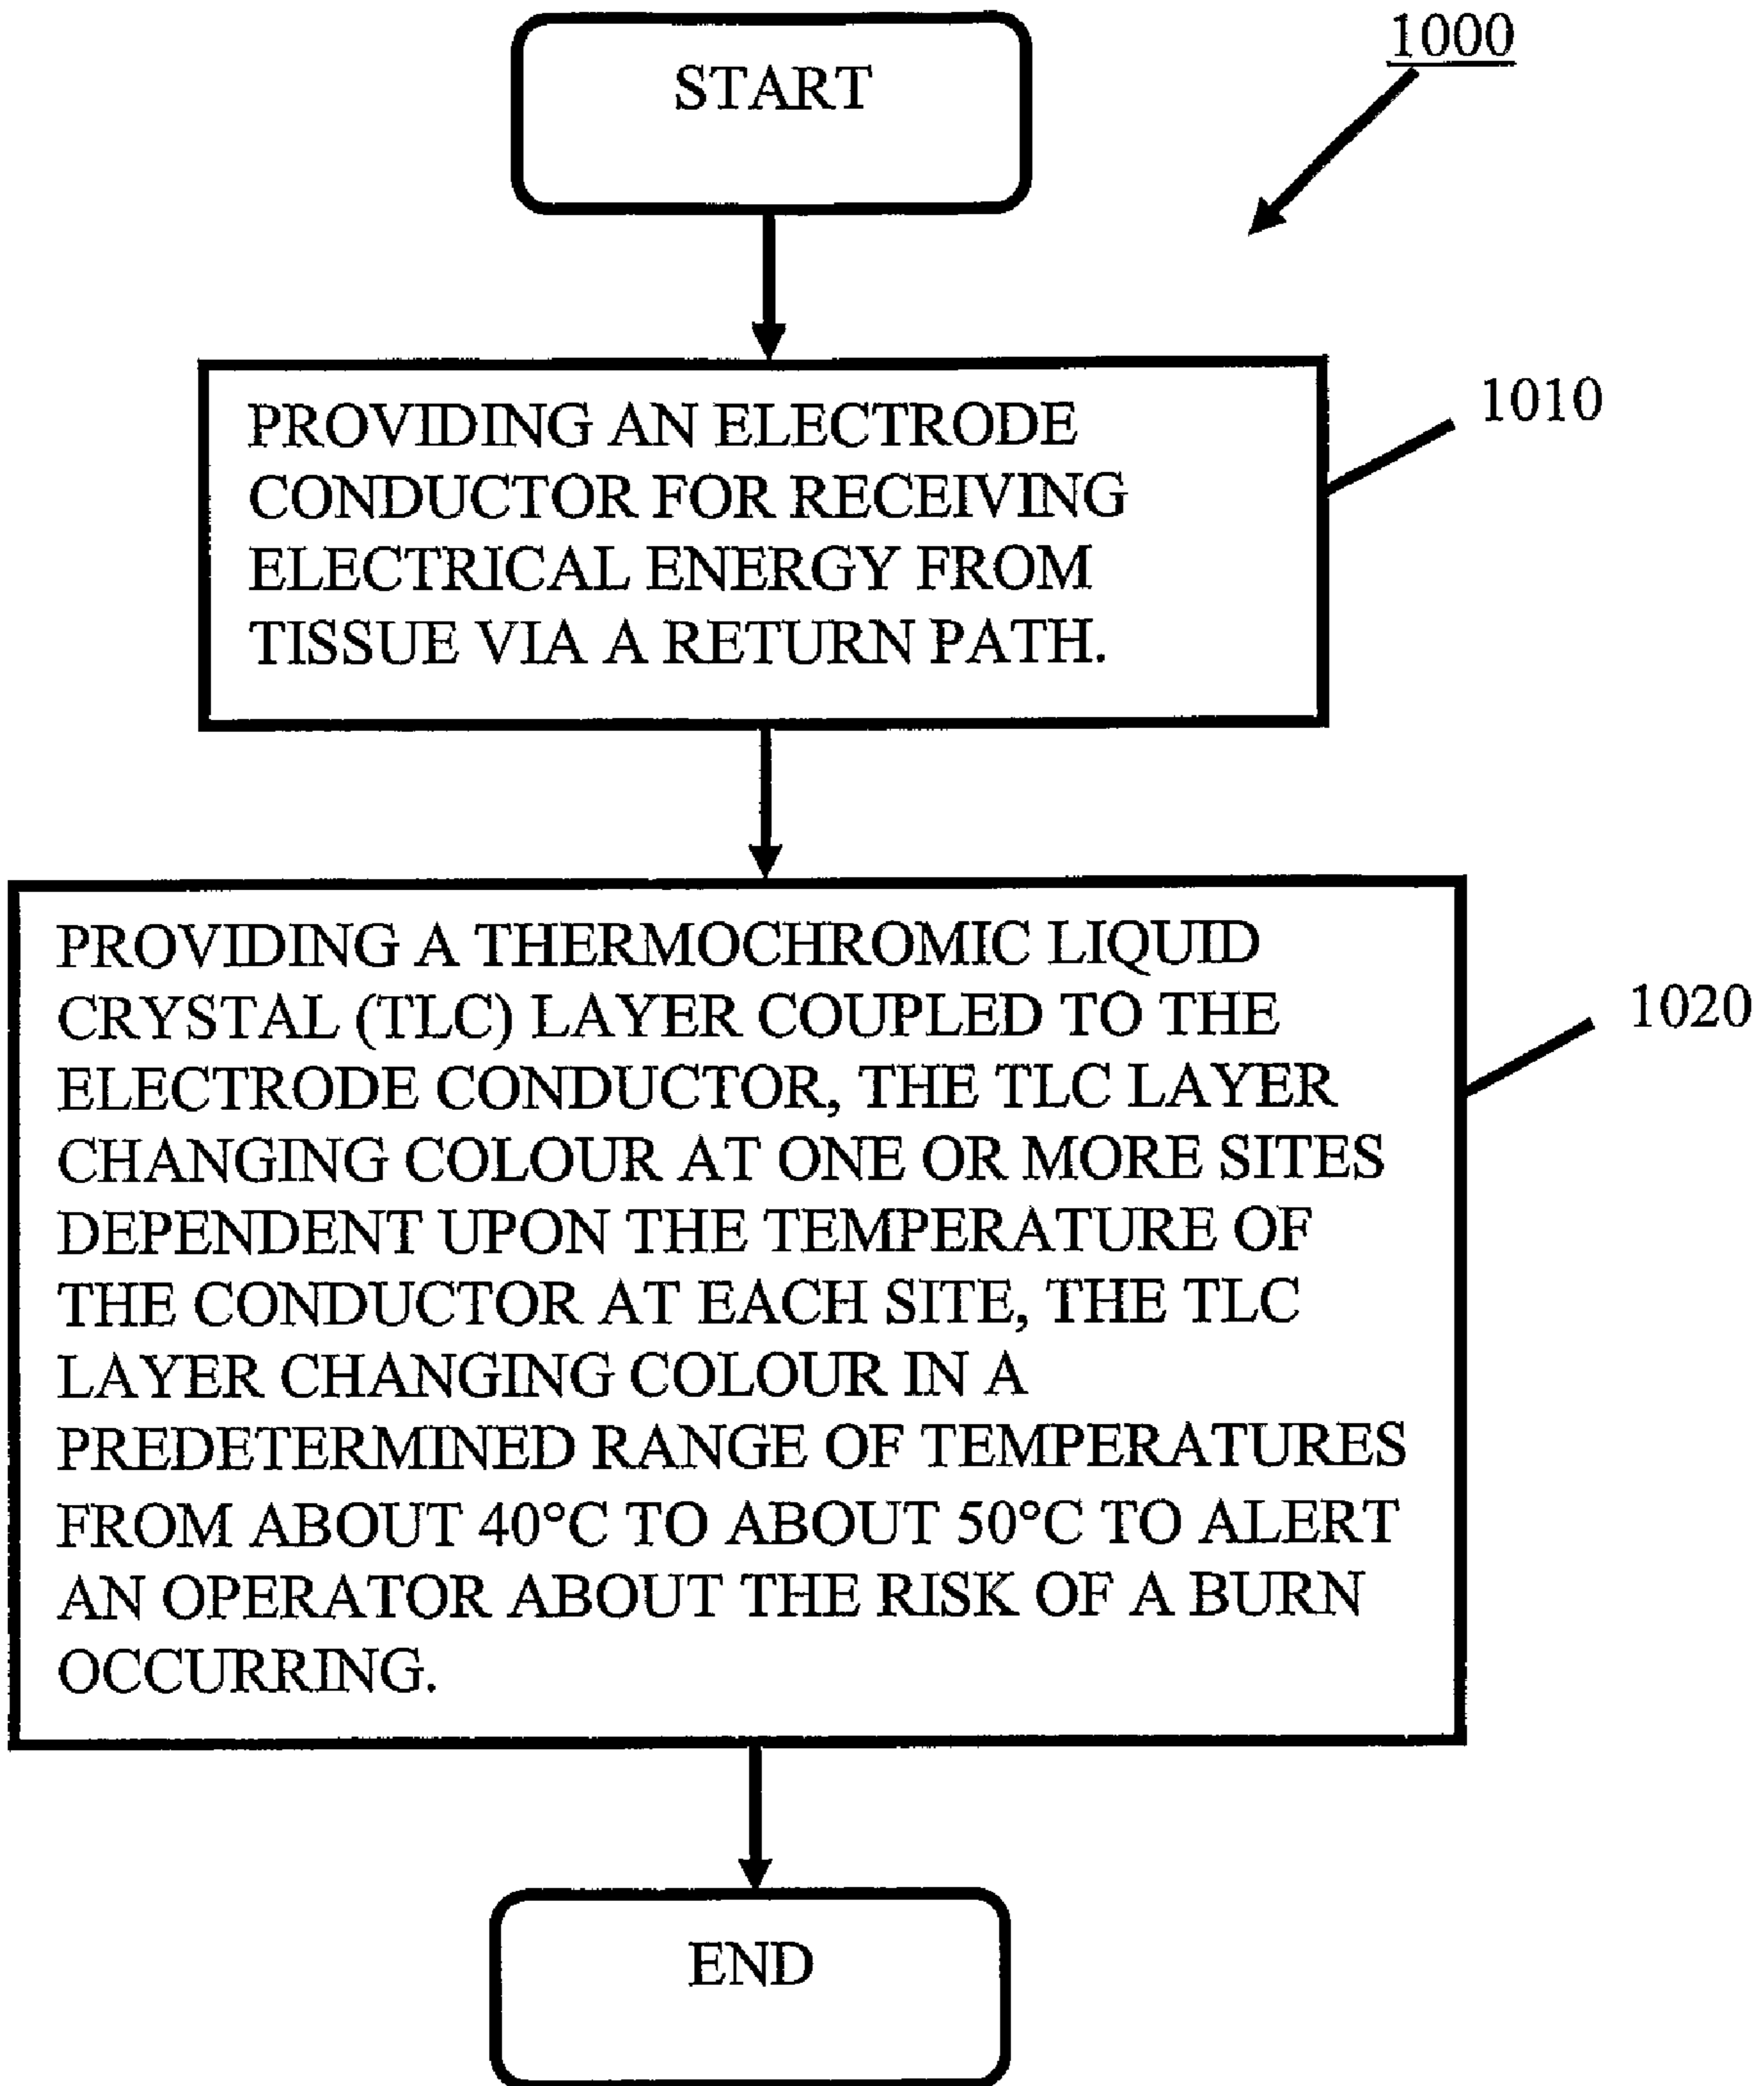 START
1000
PROVIDING AN ELECTRODE
CONDUCTOR FOR RECEIVING
ELECTRICAL ENERGY FROM
TISSUE VIA A RETURN PATH.
1010
PROVIDING A THERMOCHROMIC LIQUID
CRYSTAL (TLC) LAYER COUPLED TO THE
ELECTRODE CONDUCTOR, THE TLC LAYER
CHANGING COLOUR AT ONE OR MORE SITES
DEPENDENT UPON THE TEMPERATURE OF
THE CONDUCTOR AT EACH SITE, THE TLC
LAYER CHANGING COLOUR IN A
PREDETERMINED RANGE OF TEMPERATURES
FROM ABOUT 40°C TO ABOUT 50°C TO ALERT
AN OPERATOR ABOUT THE RISK OF A BURN
OCCURRING.
1020
END